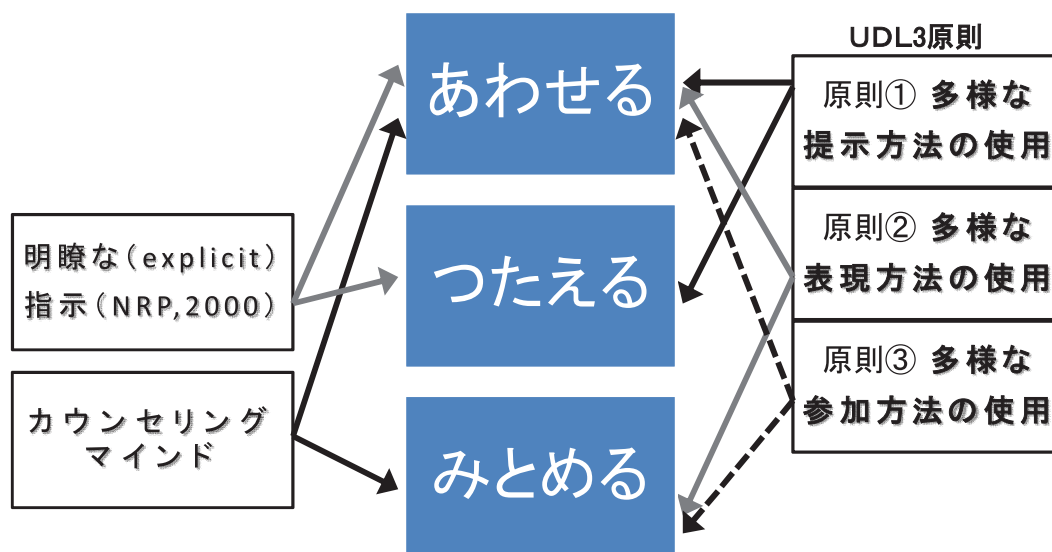 明瞭な(explicit)
指示(NRP,2000)
カウンセリング
マインド
あわせる
つたえる
みとめる
UDL3原則
原則① 多様な
提示方法の使用
原則② 多様な
表現方法の使用
原則③ 多様な
参加方法の使用